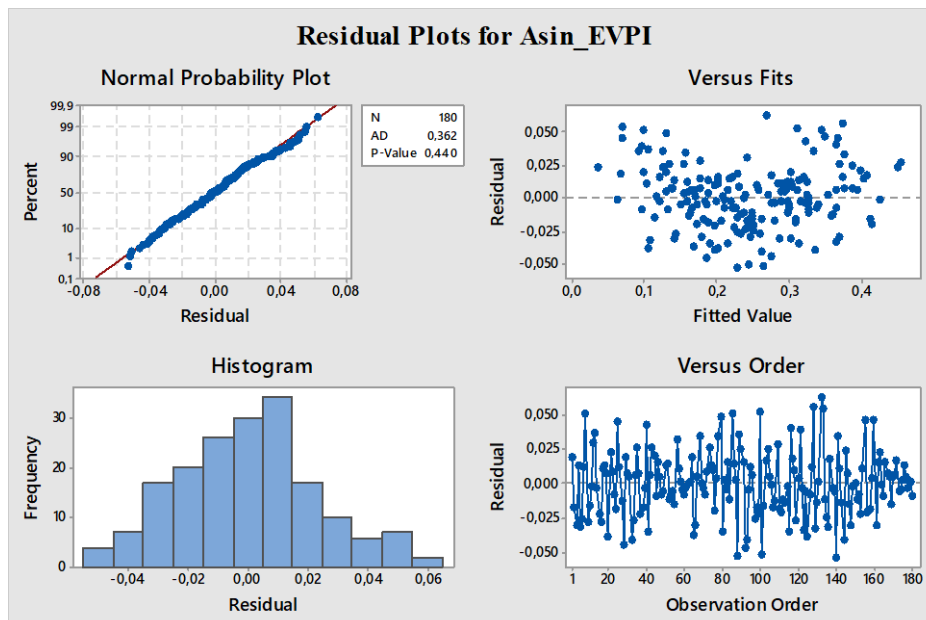 Residual Plots for Asin_EVPI
Normal Probability Plot
Percent
99,9
99
90
50
10
1
0,1
-0,08 -0,04 0,00 0,04 0,08
Residual
N 180
AD 0,362
P-Value 0,440
Versus Fits
Residual
0,050
0,025
0,000
-0,025
-0,050
0,0 0,1 0,2 0,3 0,4
Fitted Value
Histogram
Frequency
30
20
10
0
-0,04 -0,02 0,00 0,02 0,04 0,06
Residual
Versus Order
Residual
0,050
0,025
0,000
-0,025
-0,050
1 20 40 60 80 100 120 140 160 180
Observation Order